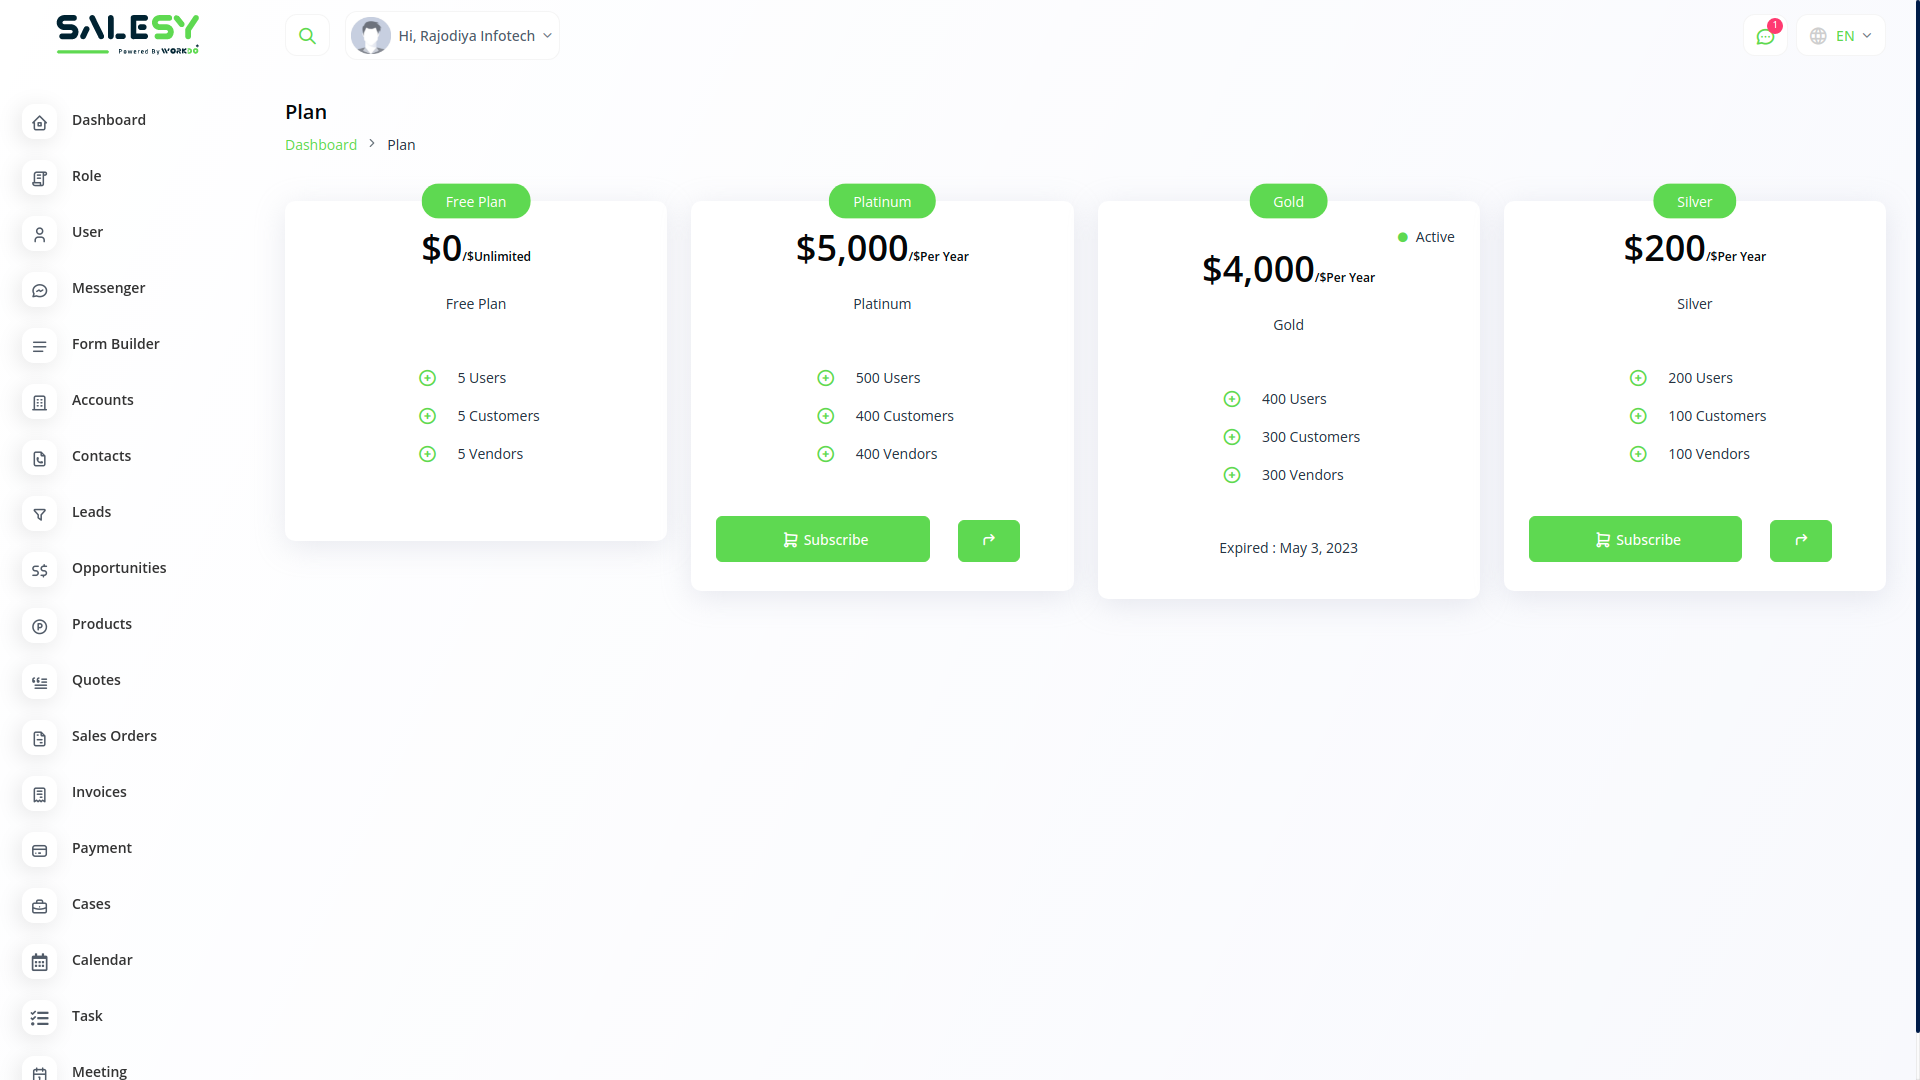 SALESY
Powered By WORKDO
Hi, Rajodiya Infotech
1
EN
Dashboard
Role
User
Messenger
Form Builder
Accounts
Contacts
Leads
Opportunities
Products
Quotes
Sales Orders
Invoices
Payment
Cases
Calendar
Task
Meeting
Plan
Dashboard > Plan
Free Plan
$0/$Unlimited
Free Plan
5 Users
5 Customers
5 Vendors
Platinum
$5,000/$Per Year
Platinum
500 Users
400 Customers
400 Vendors
Subscribe
Gold
Active
$4,000/$Per Year
Gold
400 Users
300 Customers
300 Vendors
Expired : May 3, 2023
Silver
$200/$Per Year
Silver
200 Users
100 Customers
100 Vendors
Subscribe